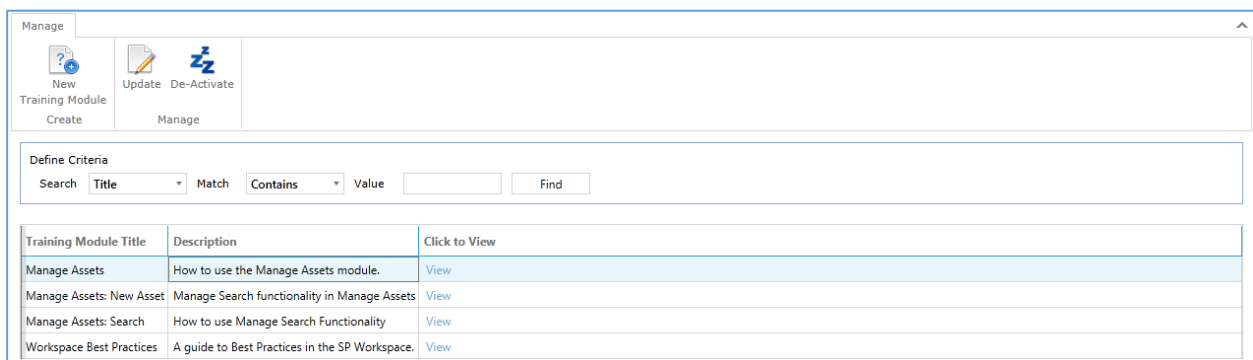 Manage
New
Training Module
Update De-Activate
Create Manage
Define Criteria
Search Title Match Contains Value Find
Training Module Title Description Click to View
Manage Assets How to use the Manage Assets module. View
Manage Assets: New Asset Manage Search functionality in Manage Assets View
Manage Assets: Search How to use Manage Search Functionality View
Workspace Best Practices A guide to Best Practices in the SP Workspace. View